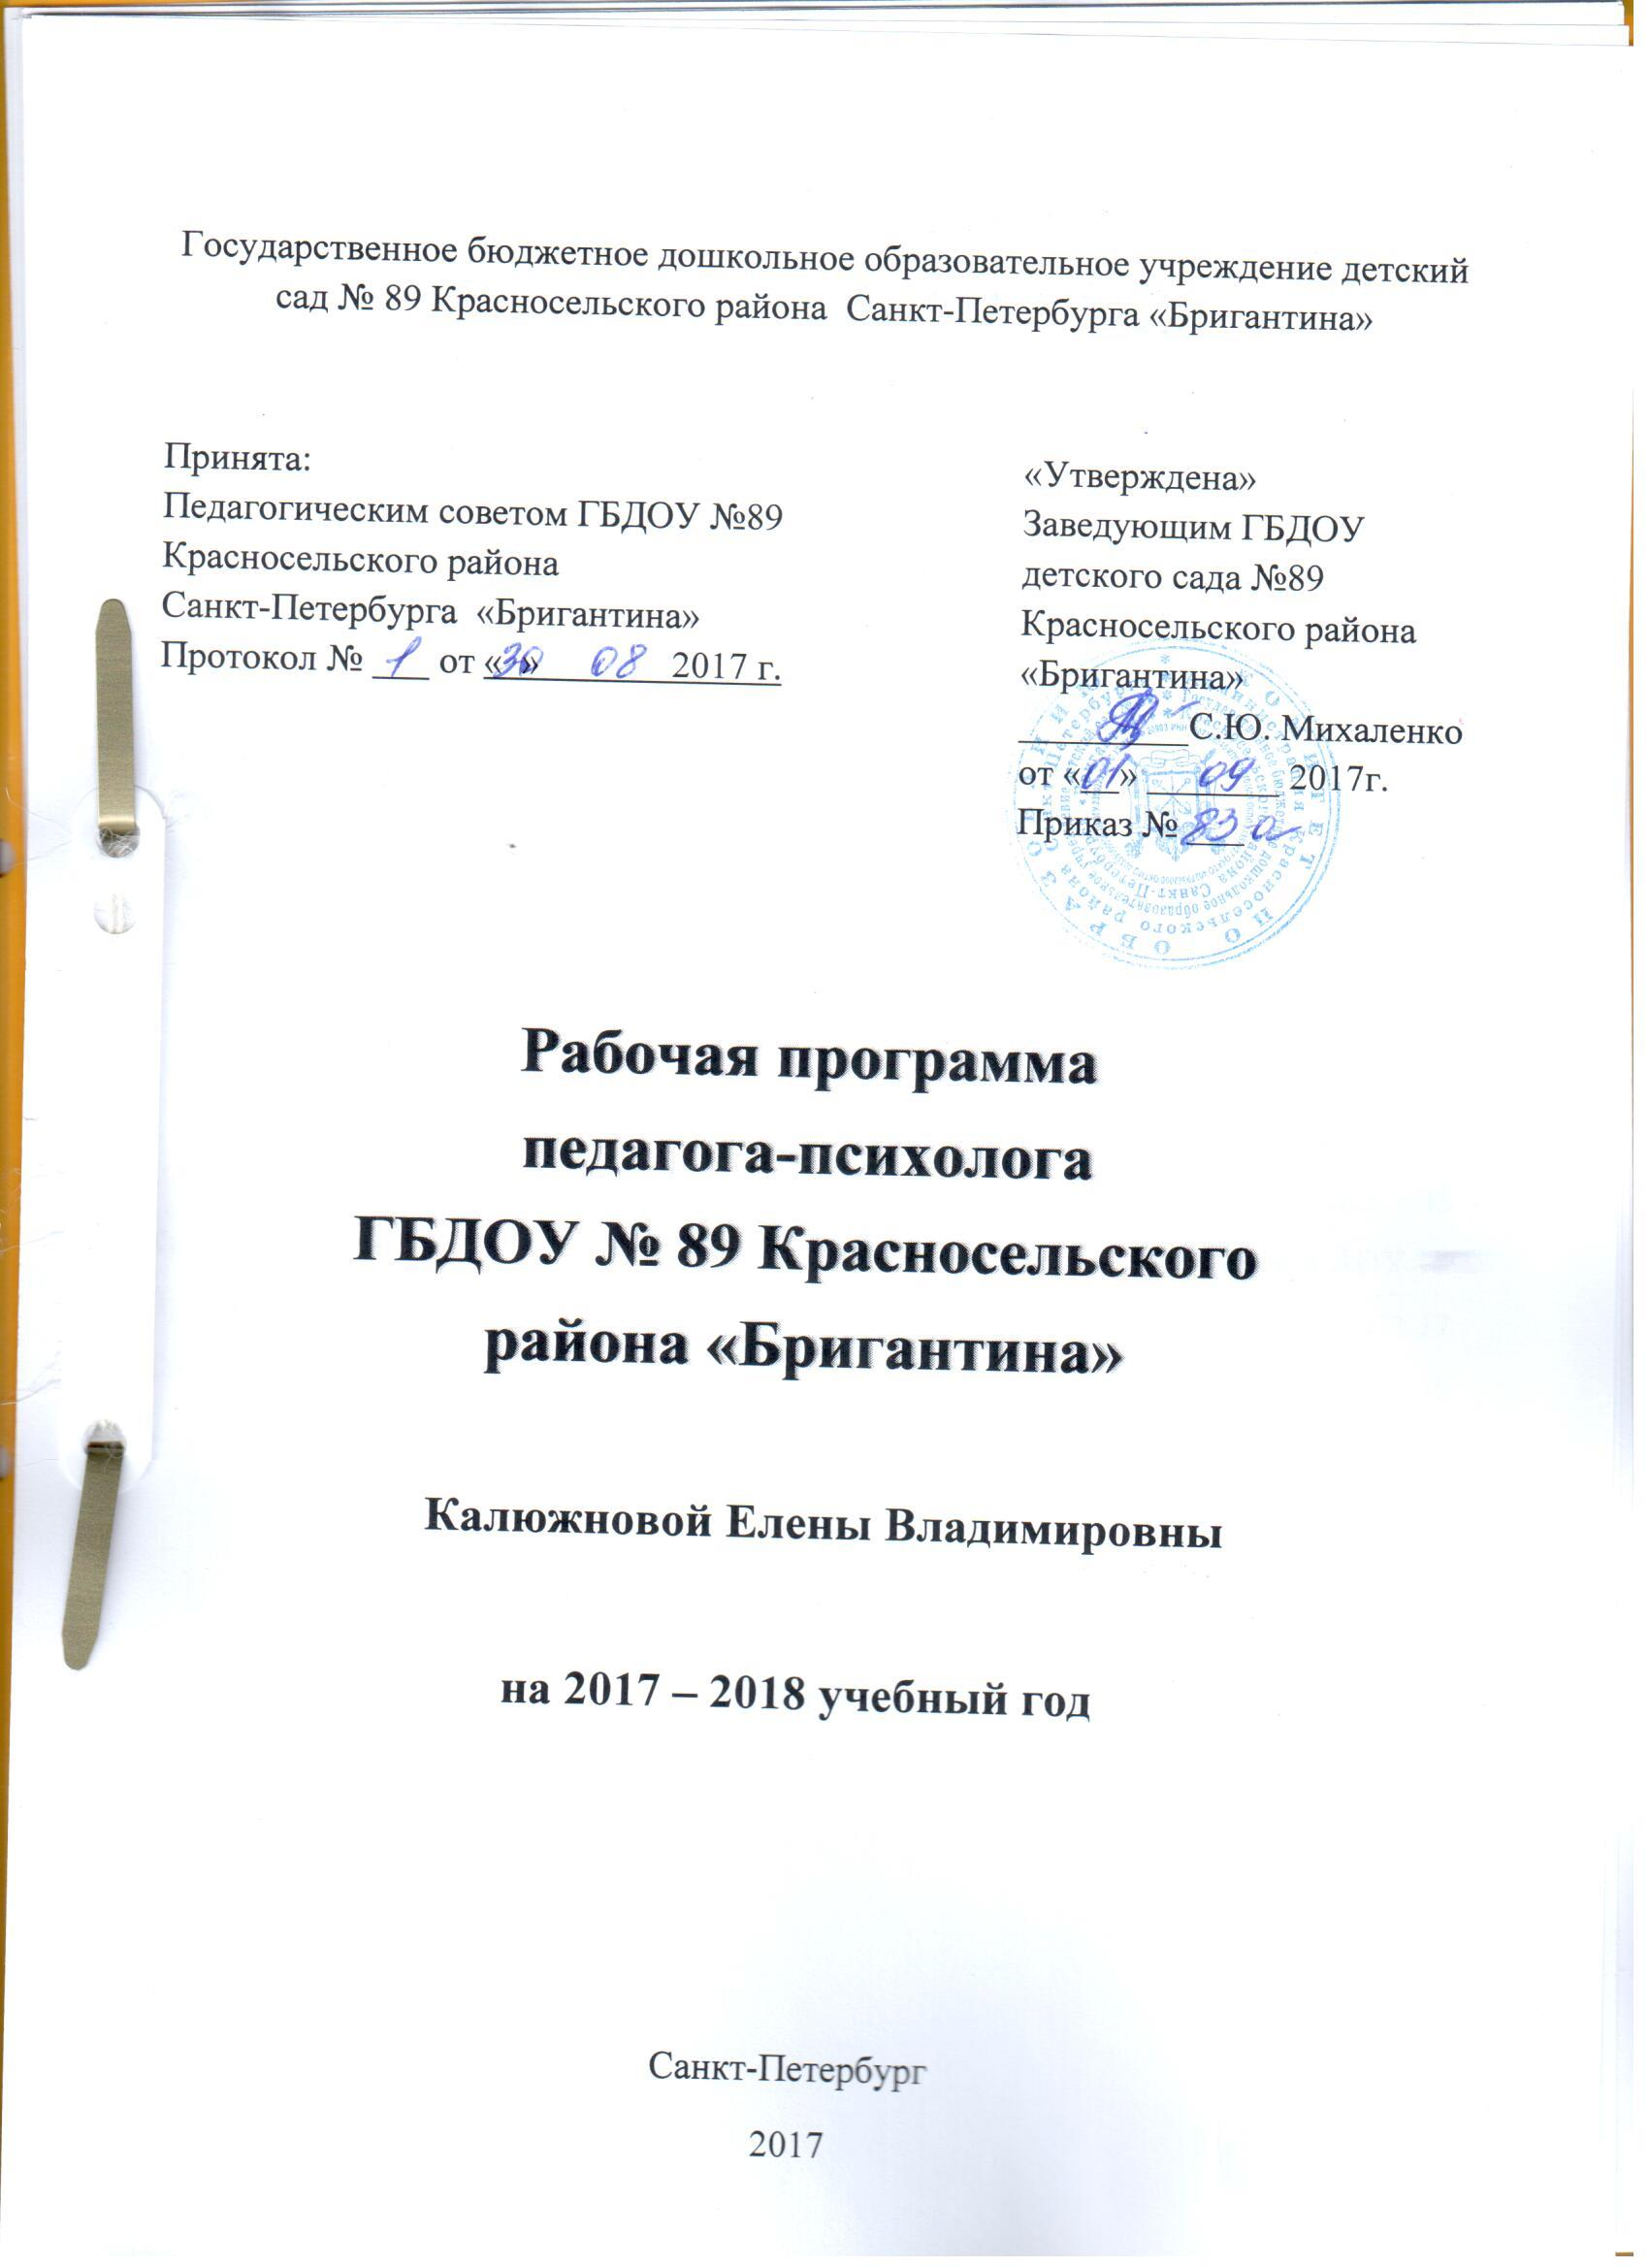 Государственное бюджетное дошкольное образовательное учреждение детский
сад № 89 Красносельского района Санкт-Петербурга «Бригантина»
Принята:
Педагогическим советом ГБДОУ №89
Красносельского района
Санкт-Петербурга «Бригантина»
Протокол № 1 от «30» 08 2017 г.
«Утверждена»
Заведующим ГБДОУ
детского сада №89
Красносельского района
«Бригантина»
С.Ю. Михаленко
от «01» 09 2017г.
Приказ № 83 а
Рабочая программа
педагога-психолога
ГБДОУ № 89 Красносельского
района «Бригантина»
Калюжновой Елены Владимировны
на 2017 – 2018 учебный год
Санкт-Петербург
2017